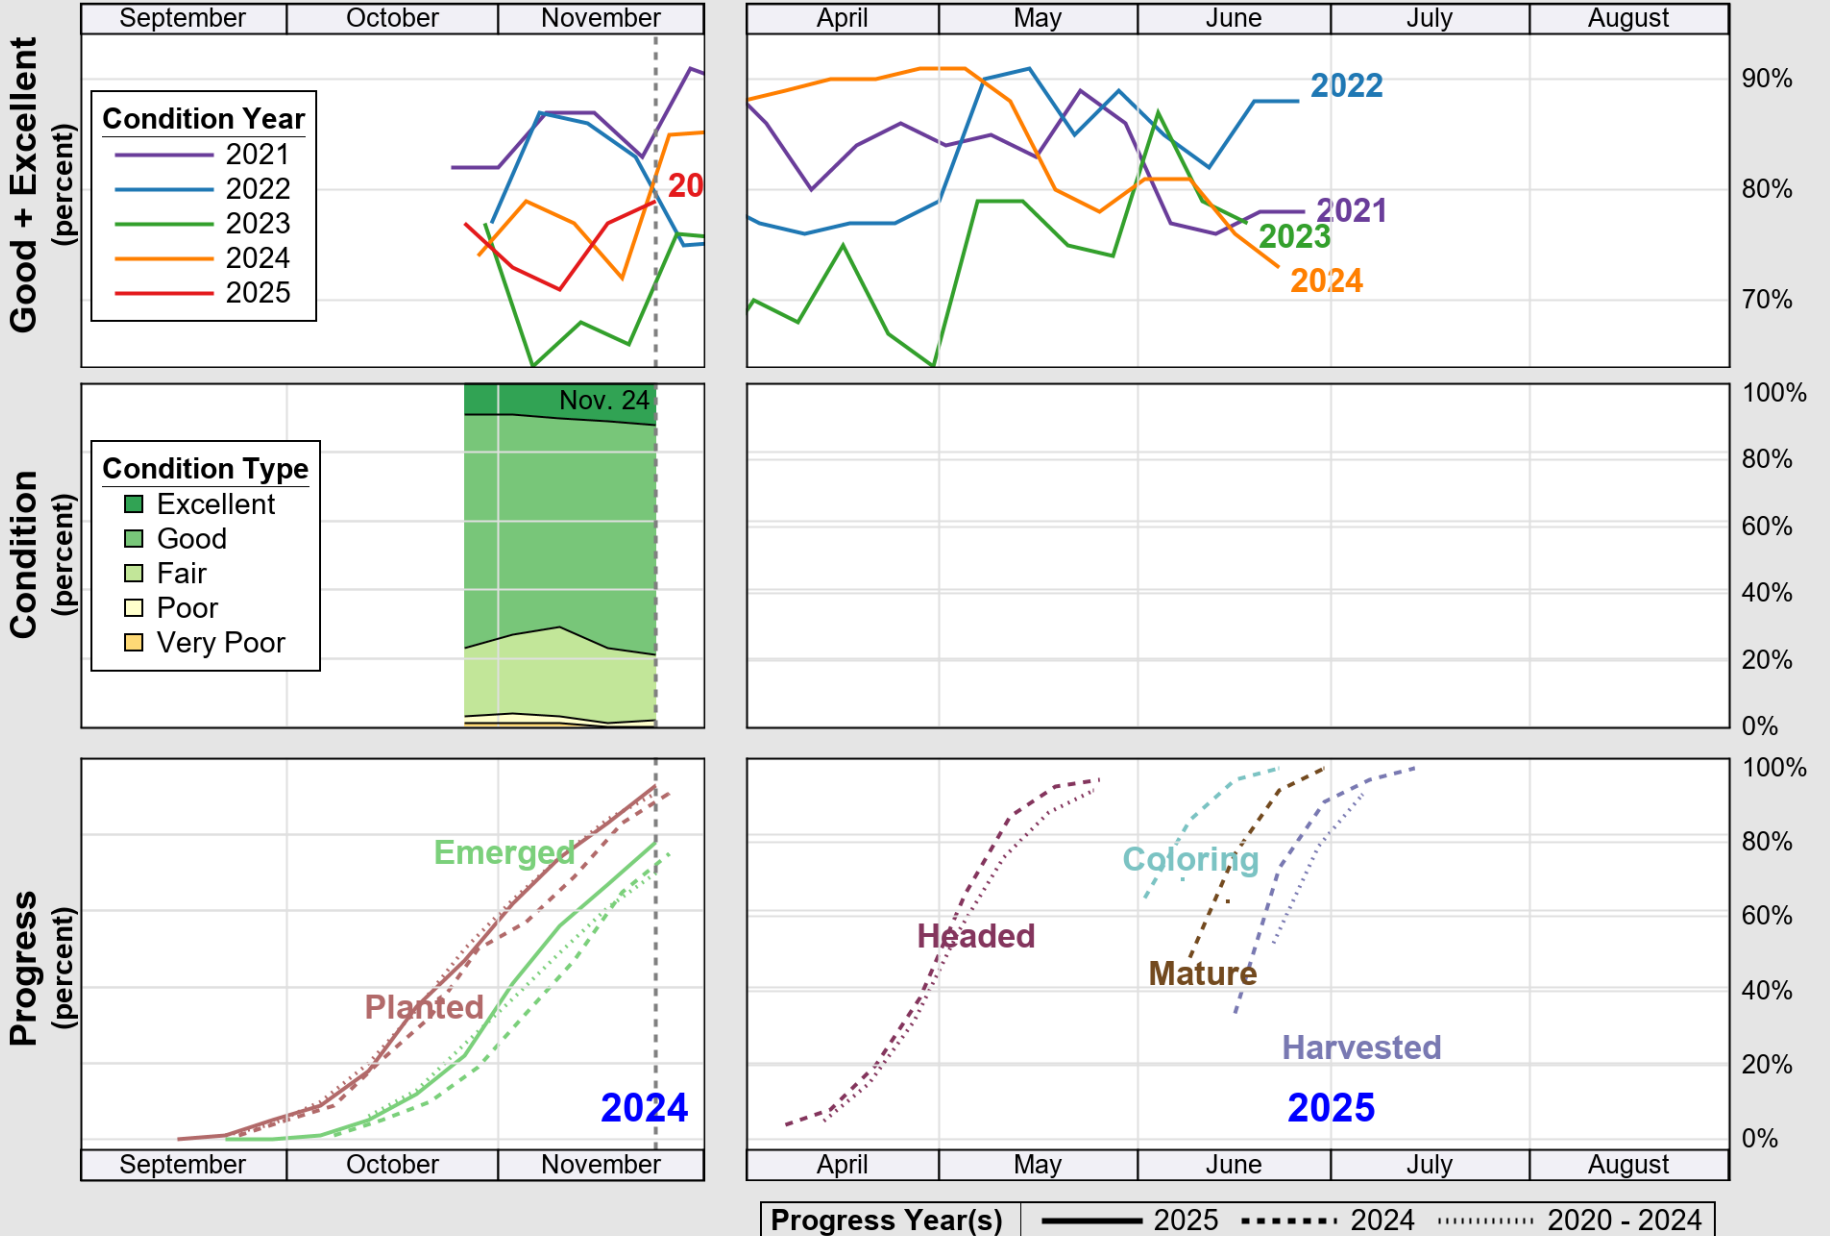 September October November April May June July August
Good + Excellent
(percent)
Condition Year
2021
2022
2023
2024
2025
20
2022
2021
2023
2024
90%
80%
70%
Condition
(percent)
Nov. 24
Condition Type
Excellent
Good
Fair
Poor
Very Poor
100%
80%
60%
40%
20%
0%
Progress
(percent)
Emerged
Planted
2024
Headed
Coloring
Mature
Harvested
2025
100%
80%
60%
40%
20%
0%
September October November April May June July August
Progress Year(s) 2025 2024 2020 - 2024